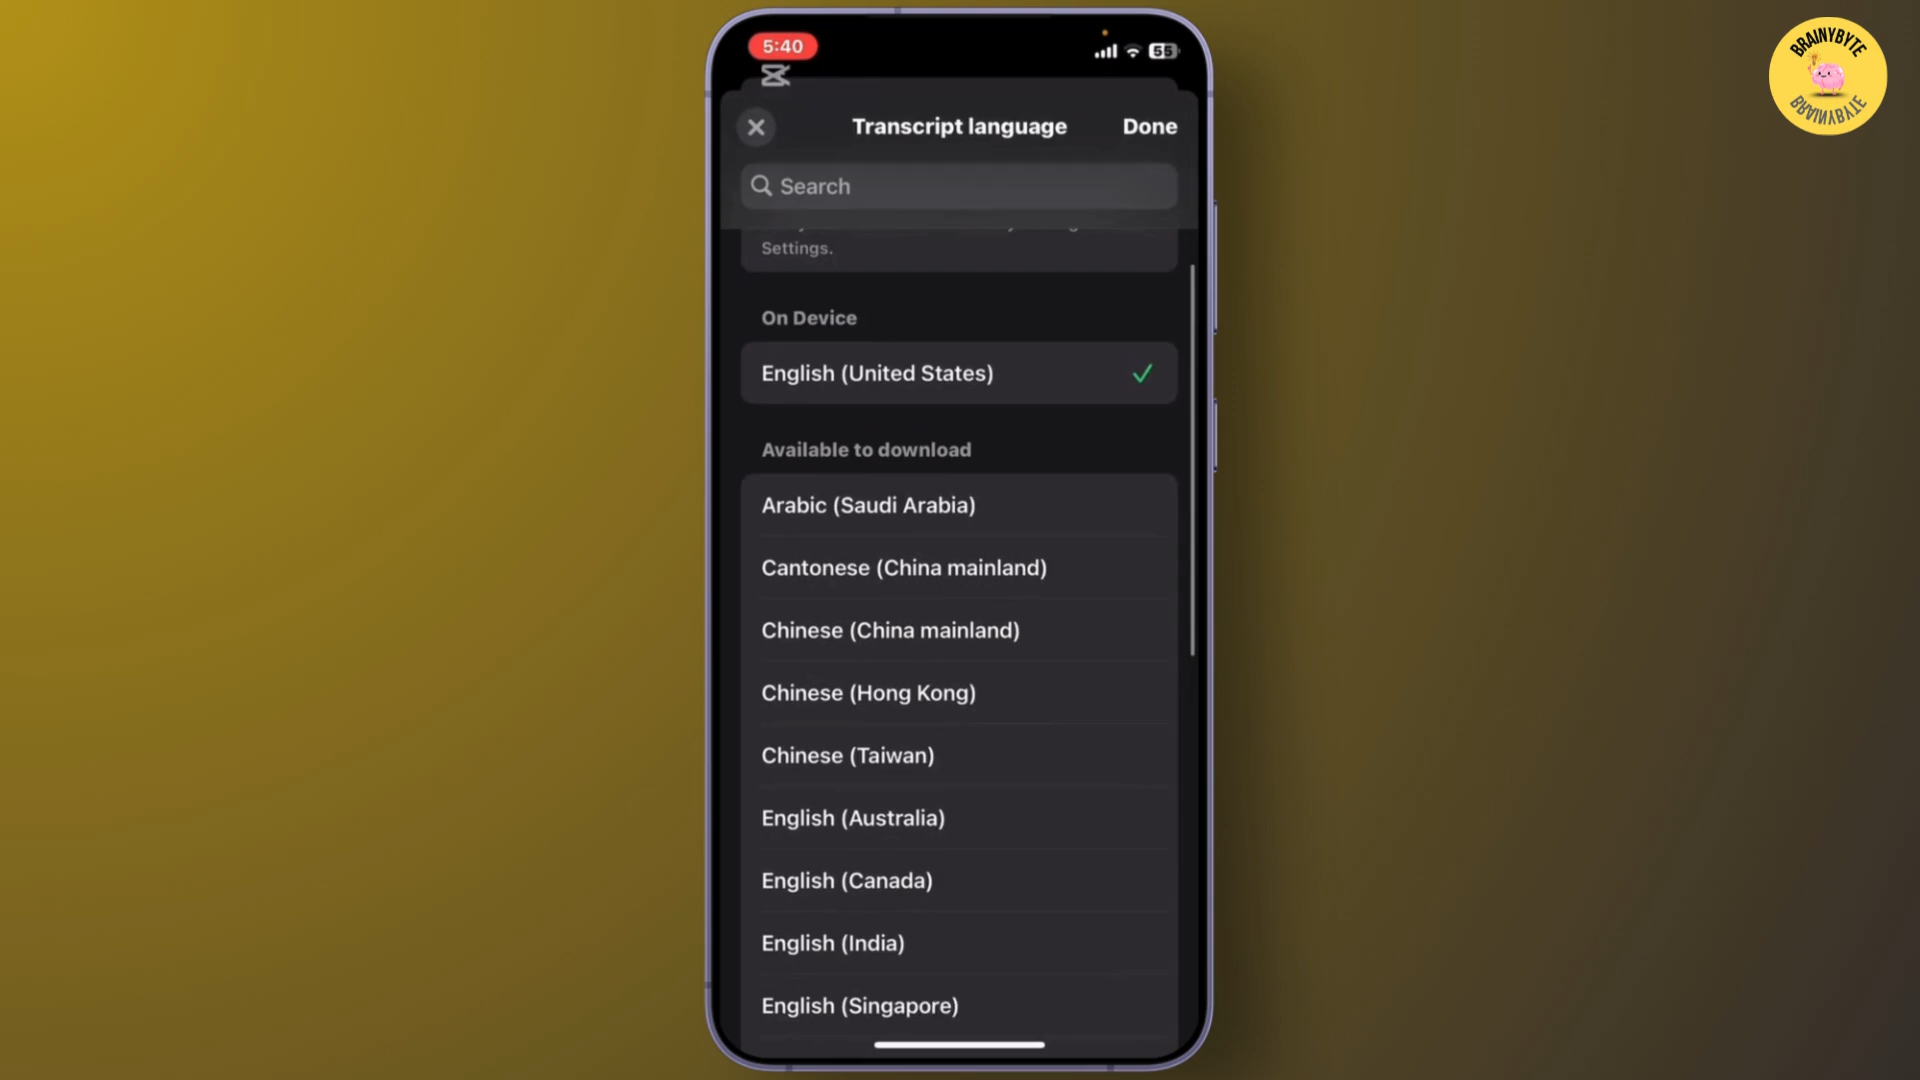 5:40
55
Transcript language
Done
Search
Settings.
On Device
English (United States)
Available to download
Arabic (Saudi Arabia)
Cantonese (China mainland)
Chinese (China mainland)
Chinese (Hong Kong)
Chinese (Taiwan)
English (Australia)
English (Canada)
English (India)
English (Singapore)
BRAINYBYTE
BRAINYBYTE